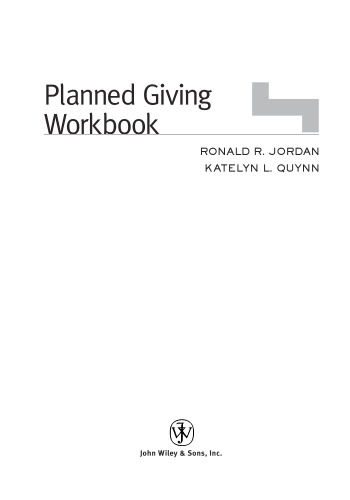 Planned Giving
Workbook
RONALD R. JORDAN
KATELYN L. QUYNN
John Wiley & Sons, Inc.